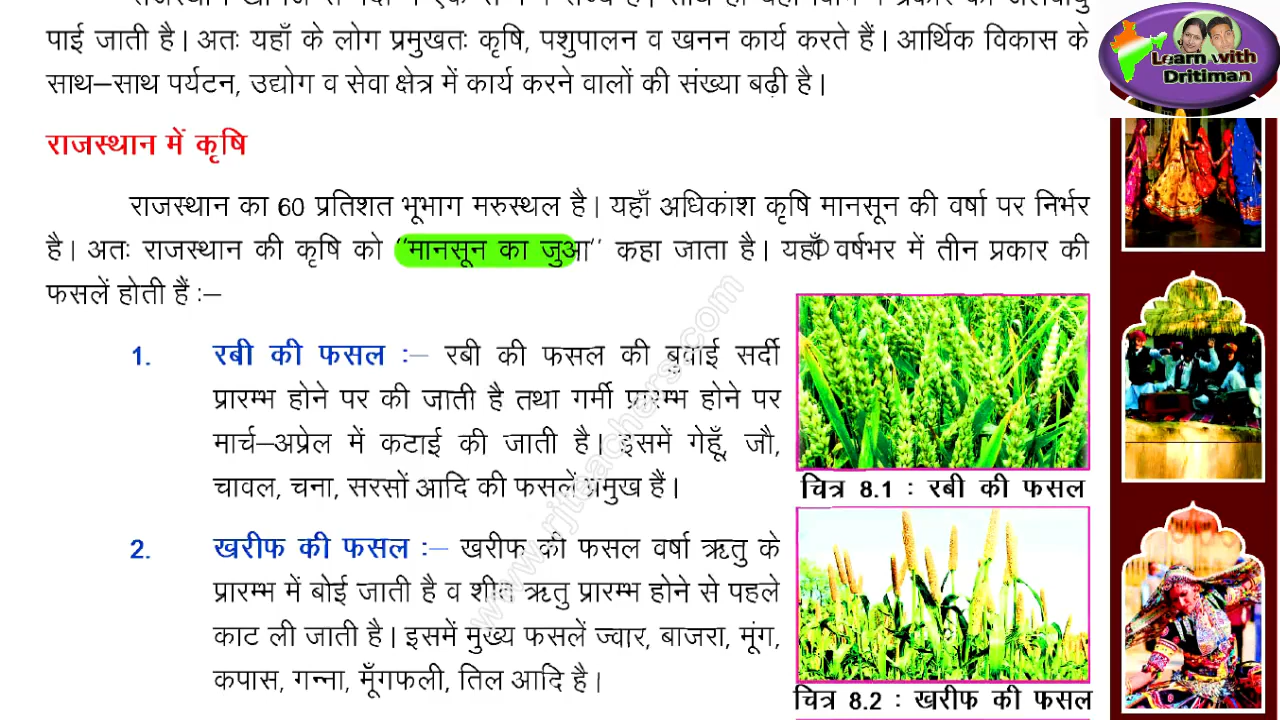 पाई जाती है। अतः यहाँ के लोग प्रमुखतः कृषि, पशुपालन व खनन कार्य करते हैं। आर्थिक विकास के
साथ–साथ पर्यटन, उद्योग व सेवा क्षेत्र में कार्य करने वालों की संख्या बढ़ी है।
Learn with
Dritiman
राजस्थान में कृषि
राजस्थान का 60 प्रतिशत भूभाग मरुस्थल है। यहाँ अधिकांश कृषि मानसून की वर्षा पर निर्भर
है। अतः राजस्थान की कृषि को ‘‘मानसून का जुआ’’ कहा जाता है। यहाँ वर्षभर में तीन प्रकार की
फसलें होती हैं :–
1. रबी की फसल :– रबी की फसल की बुवाई सर्दी
प्रारम्भ होने पर की जाती है तथा गर्मी प्रारम्भ होने पर
मार्च–अप्रेल में कटाई की जाती है। इसमें गेहूँ, जौ,
चावल, चना, सरसों आदि की फसलें प्रमुख हैं।
चित्र 8.1 : रबी की फसल
2. खरीफ की फसल :– खरीफ की फसल वर्षा ऋतु के
प्रारम्भ में बोई जाती है व शीत ऋतु प्रारम्भ होने से पहले
काट ली जाती है। इसमें मुख्य फसलें ज्वार, बाजरा, मूंग,
कपास, गन्ना, मूँगफली, तिल आदि है।
चित्र 8.2 : खरीफ की फसल
www.rjteachers.com